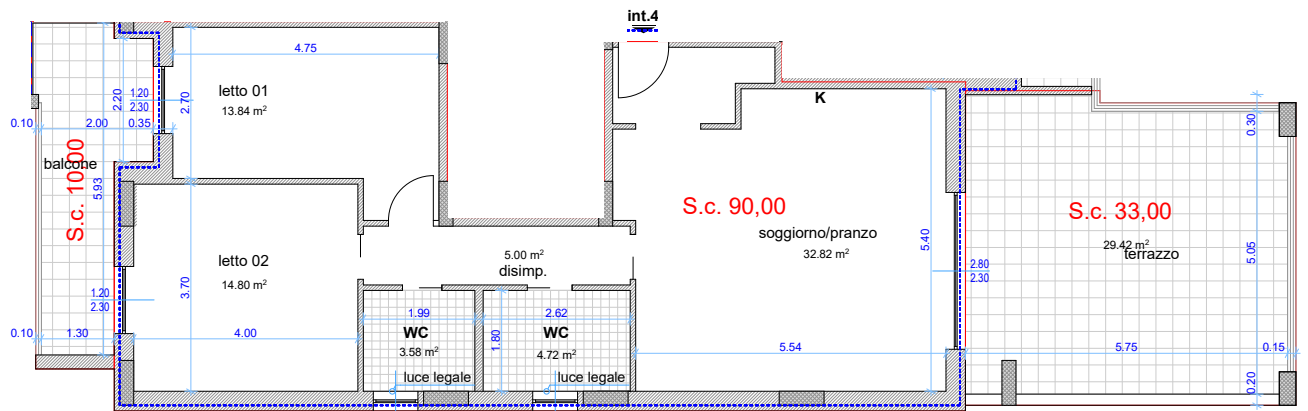 int.4
4.75
letto 01
13.84 m²
2.70
1.20
2.30
2.20
0.10
2.00
0.35
balcone
S.c. 10,00
5.93
K
0.30
S.c. 90,00
soggiorno/pranzo
32.82 m²
5.40
S.c. 33,00
29.42 m²
terrazzo
5.05
2.80
2.30
letto 02
14.80 m²
3.70
1.20
2.30
5.00 m²
disimp.
1.99
2.62
WC
3.58 m²
1.80
WC
4.72 m²
0.10
1.30
4.00
5.54
5.75
0.15
luce legale
luce legale
0.20